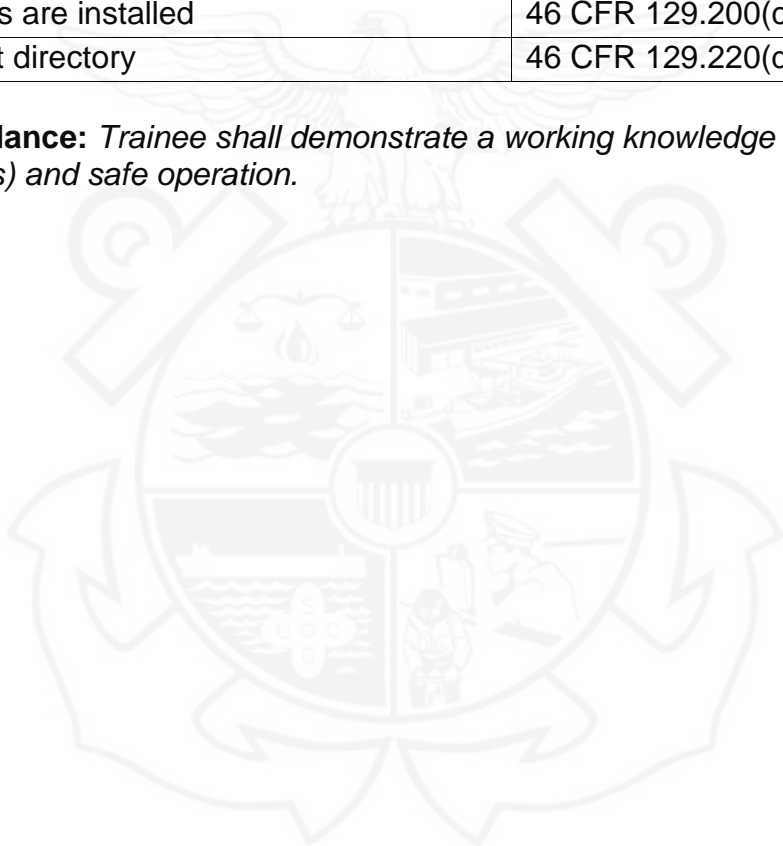 s are installed 46 CFR 129.200(c
t directory 46 CFR 129.220(c
lance: Trainee shall demonstrate a working knowledge
s) and safe operation.
S
U O C
G